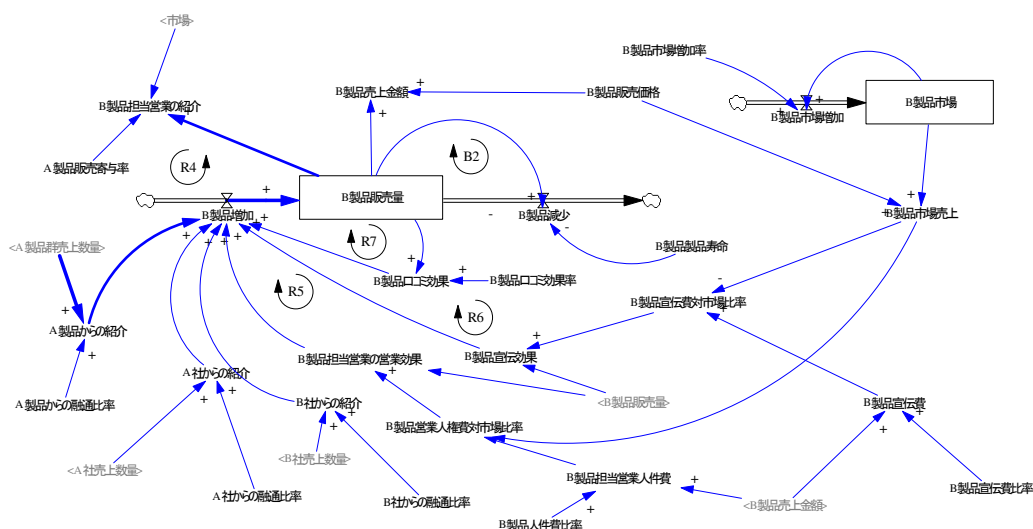 <市場>
B製品市場増加率
B製品担当営業の紹介
B製品売上金額
B製品販売価格
B製品市場
B製品市場増加
A製品販売寄与率
R4
B2
B製品販売量
B製品増加
B製品減少
B製品市場売上
<A製品群売上数量>
R7
B製品製品寿命
B製品口コミ効果
B製品口コミ効果率
R5
B製品宣伝費対市場比率
R6
A製品からの紹介
B製品担当営業の営業効果
B製品宣伝効果
A社からの紹介
A製品からの融通比率
B社からの紹介
<B製品販売量>
B製品宣伝費
B製品営業人権費対市場比率
<A社売上数量>
<B社売上数量>
B製品担当営業人件費
A社からの融通比率
B社からの融通比率
<B製品売上金額>
B製品宣伝費比率
B製品人件費比率